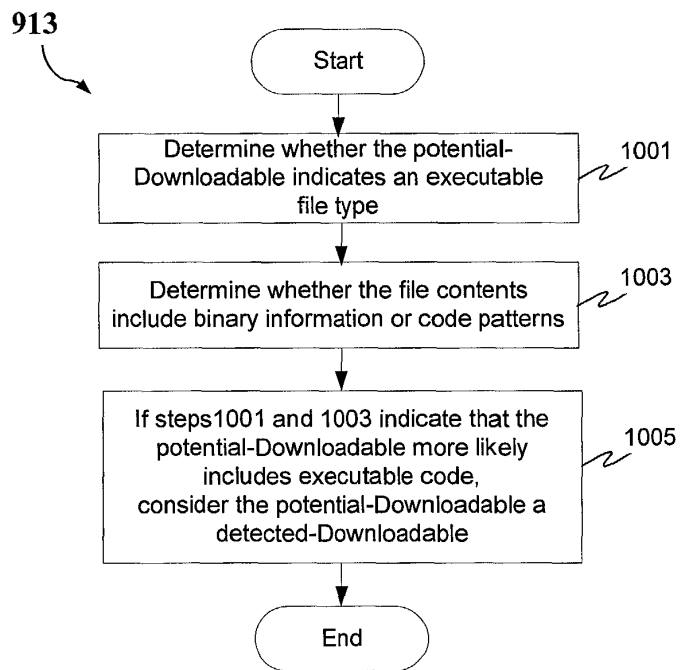 913
Start
Determine whether the potential-
Downloadable indicates an executable
file type
1001
Determine whether the file contents
include binary information or code patterns
1003
If steps1001 and 1003 indicate that the
potential-Downloadable more likely
includes executable code,
consider the potential-Downloadable a
detected-Downloadable
1005
End